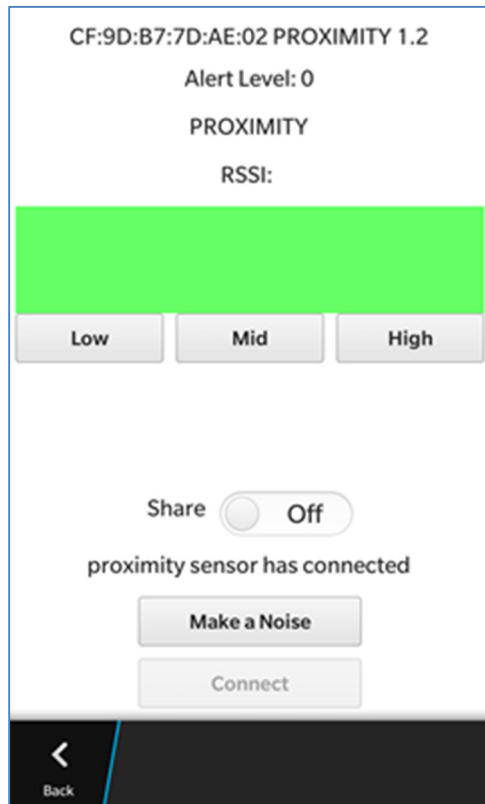 CF:9D:B7:7D:AE:02 PROXIMITY 1.2
Alert Level: 0
PROXIMITY
RSSI:
Low Mid High
Share Off
proximity sensor has connected
Make a Noise
Connect
Back